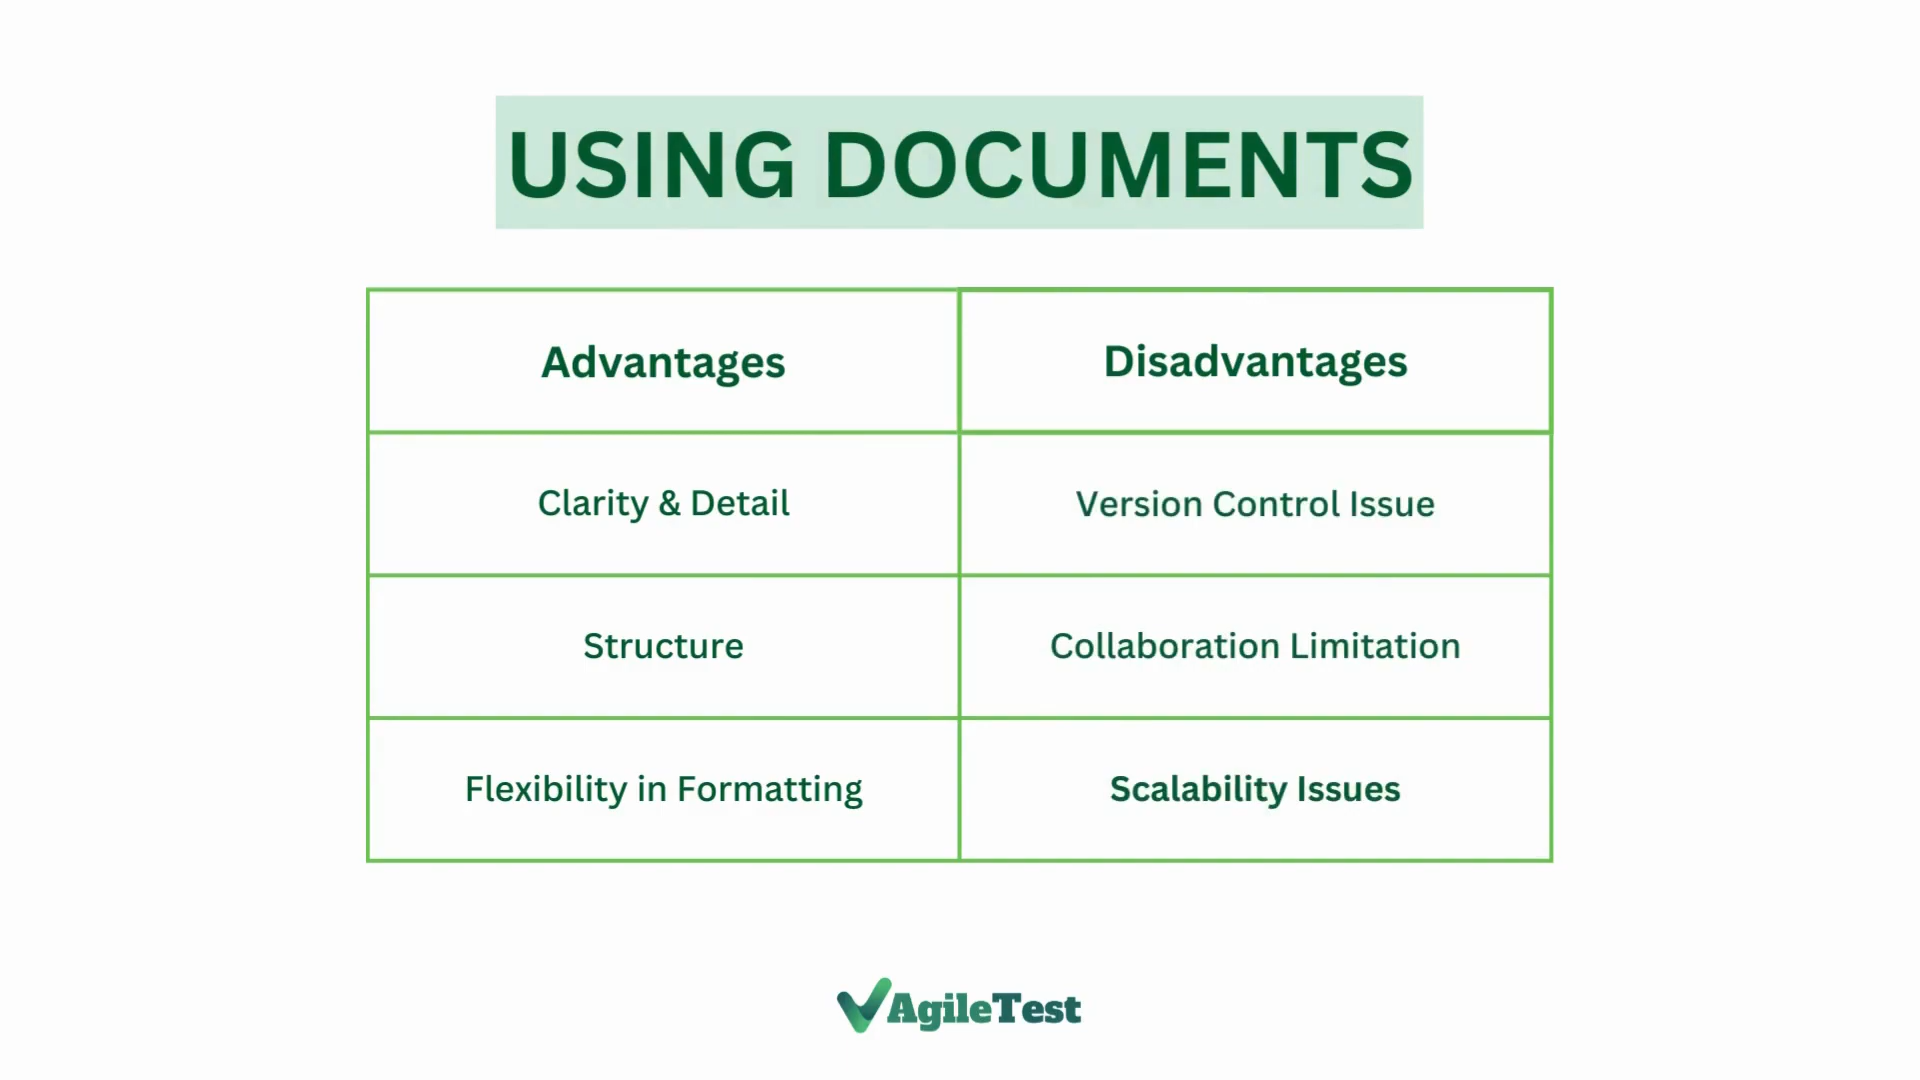 USING DOCUMENTS
Advantages
Disadvantages
Clarity & Detail
Version Control Issue
Structure
Collaboration Limitation
Flexibility in Formatting
Scalability Issues
AgileTest